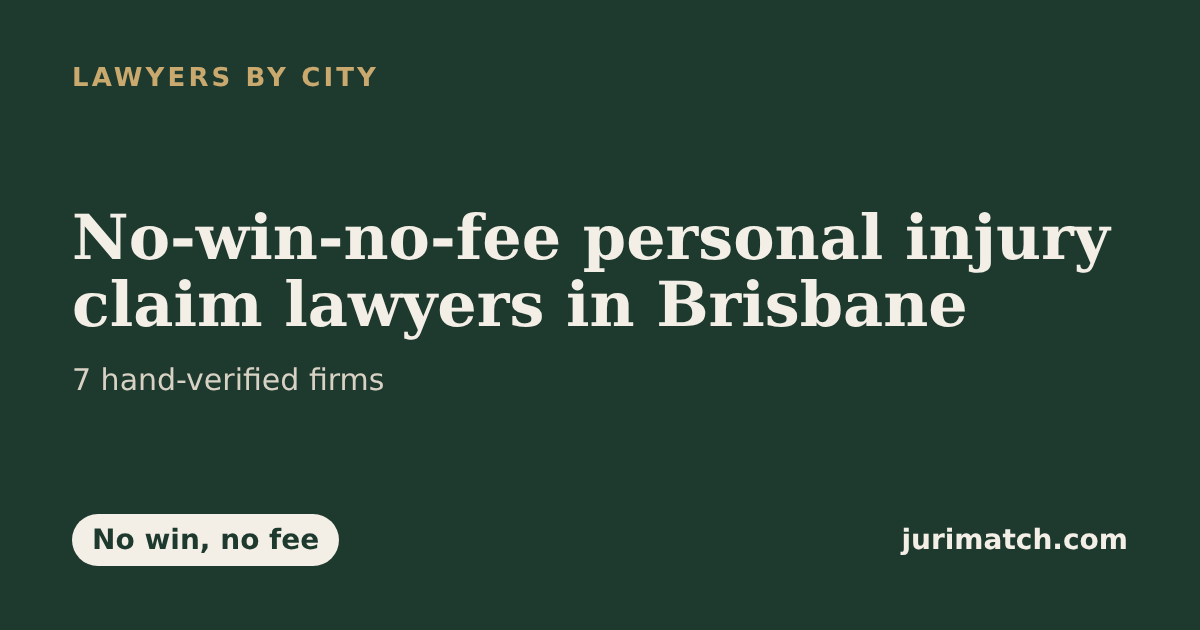 LAWYERS BY CITY
No-win-no-fee personal injury
claim lawyers in Brisbane
7 hand-verified firms
No win, no fee
jurimatch.com